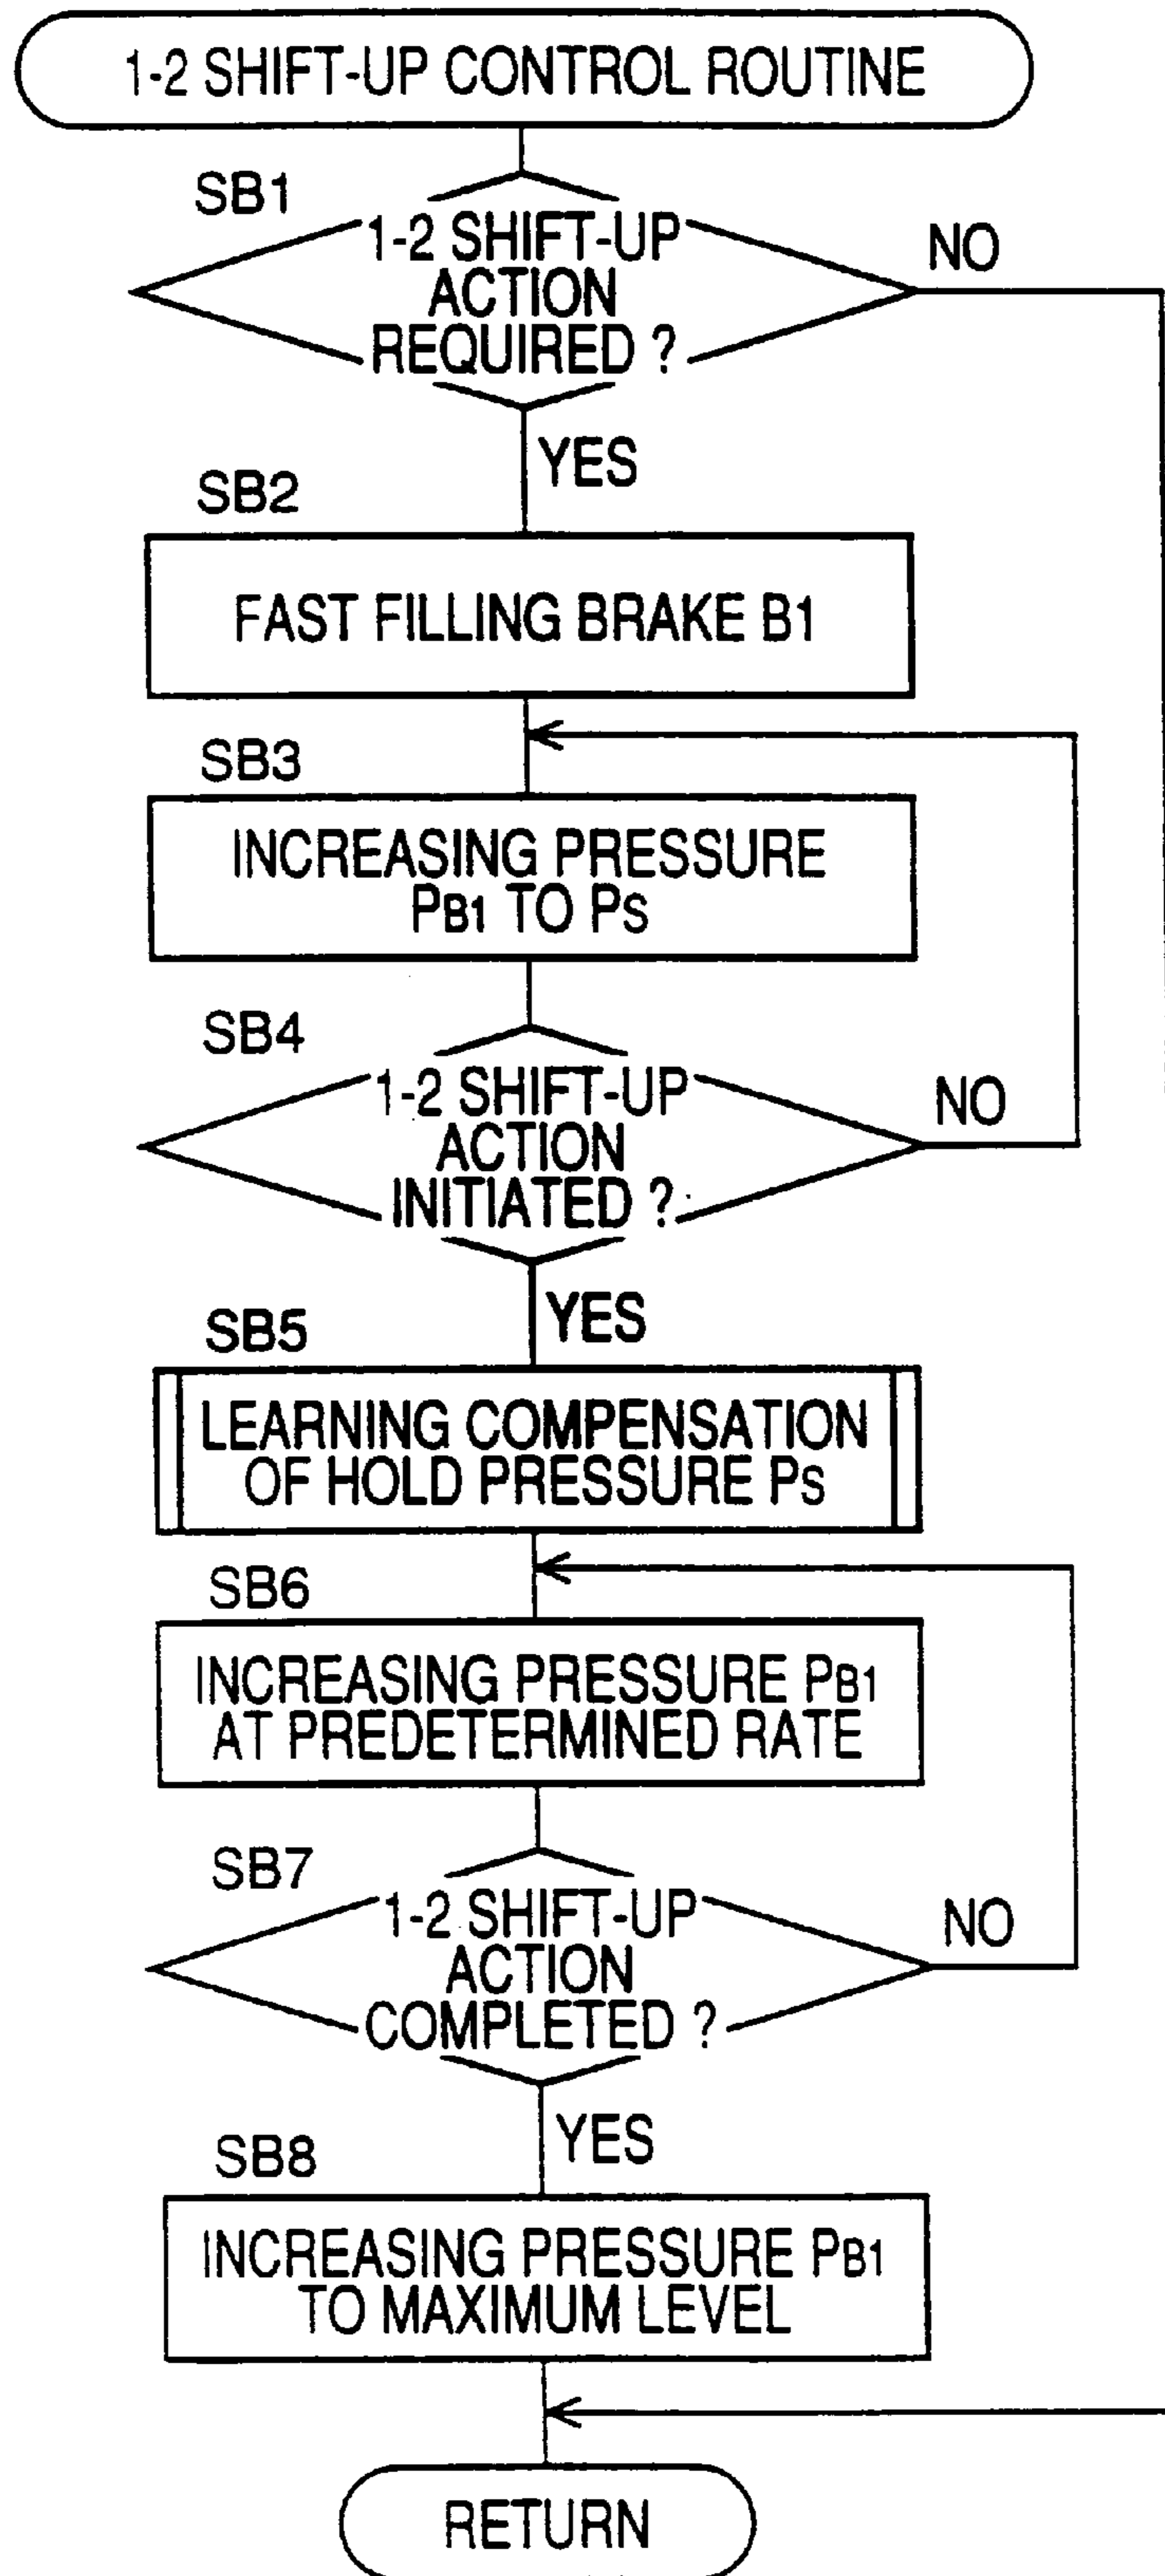 1-2 SHIFT-UP CONTROL ROUTINE
SB1
1-2 SHIFT-UP
ACTION
REQUIRED ?
NO
YES
SB2
FAST FILLING BRAKE B1
SB3
INCREASING PRESSURE
PB1 TO PS
SB4
1-2 SHIFT-UP
ACTION
INITIATED ?
NO
YES
SB5
LEARNING COMPENSATION
OF HOLD PRESSURE PS
SB6
INCREASING PRESSURE PB1
AT PREDETERMINED RATE
SB7
1-2 SHIFT-UP
ACTION
COMPLETED ?
NO
YES
SB8
INCREASING PRESSURE PB1
TO MAXIMUM LEVEL
RETURN